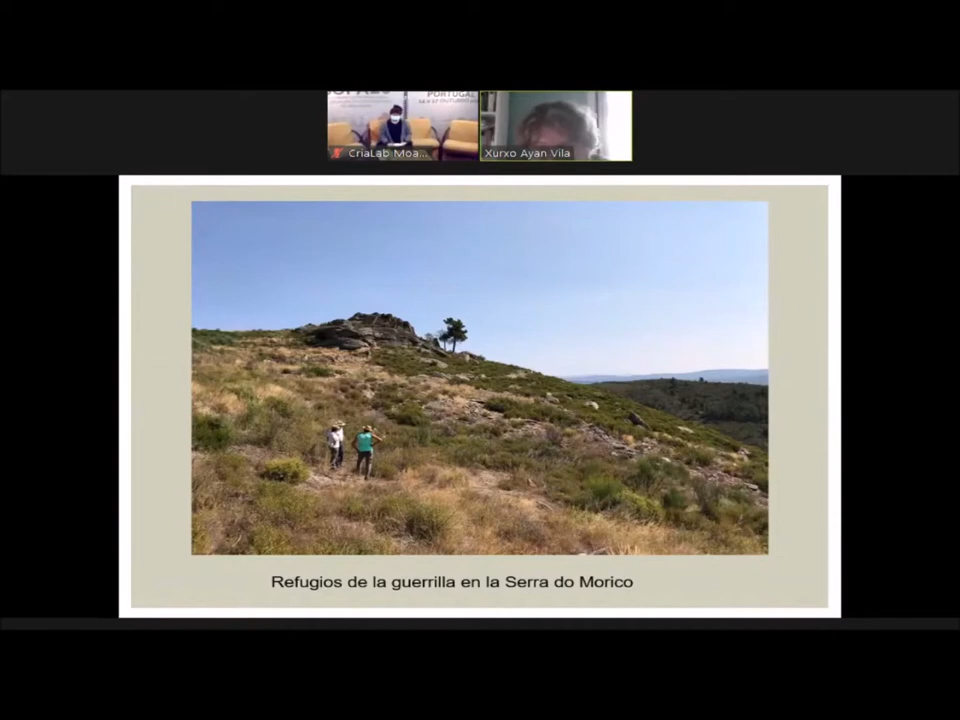 PORTUGAL
CriaLab Moa...
Xurxo Ayan Vila
Refugios de la guerrilla en la Serra do Morico